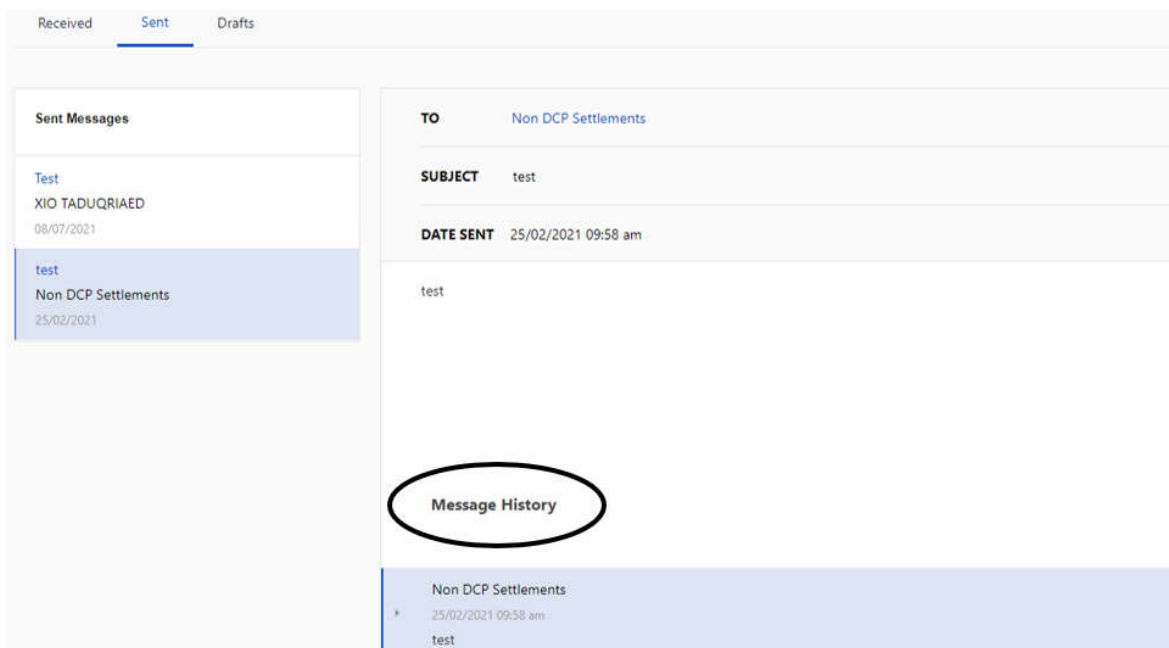 Received Sent Drafts
Sent Messages
Test
XIO TADUQRIAED
08/07/2021
test
Non DCP Settlements
25/02/2021
TO Non DCP Settlements
SUBJECT test
DATE SENT 25/02/2021 09:58 am
test
Message History
Non DCP Settlements
25/02/2021 09:58 am
test